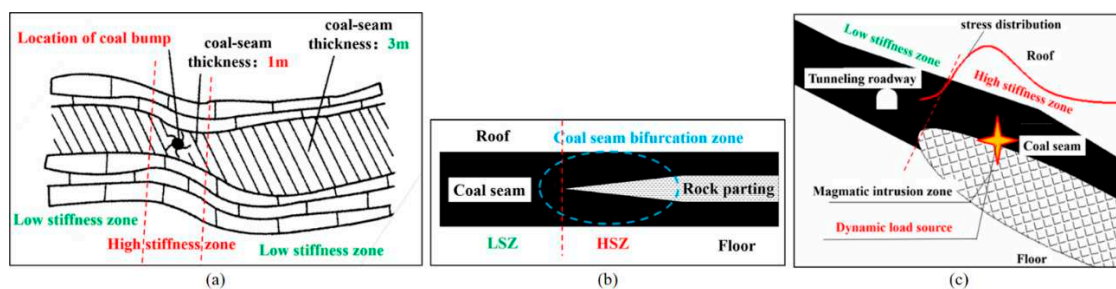 Location of coal bump
coal-seam
thickness: 1m
coal-seam
thickness: 3m
Low stiffness zone
High stiffness zone
Low stiffness zone
(a)
Roof
Coal seam bifurcation zone
Coal seam
Rock parting
LSZ
HSZ
Floor
(b)
stress distribution
Low stiffness zone
Roof
High stiffness zone
Tunneling roadway
Coal seam
Magmatic intrusion zone
Dynamic load source
Floor
(c)